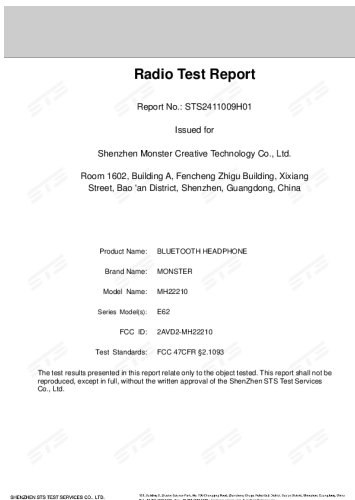 Radio Test Report
Report No.: STS2411009H01
Issued for
Shenzhen Monster Creative Technology Co., Ltd.
Room 1602, Building A, Fencheng Zhigu Building, Xixiang
Street, Bao 'an District, Shenzhen, Guangdong, China
Product Name: BLUETOOTH HEADPHONE
Brand Name: MONSTER
Model Name: MH22210
Series Model(s): E62
FCC ID: 2AVD2-MH22210
Test Standards: FCC 47CFR §2.1093
The test results presented in this report relate only to the object tested. This report shall not be
reproduced, except in full, without the written approval of the ShenZhen STS Test Services
Co., Ltd.
SHENZHEN STS TEST SERVICES CO., LTD.
STS